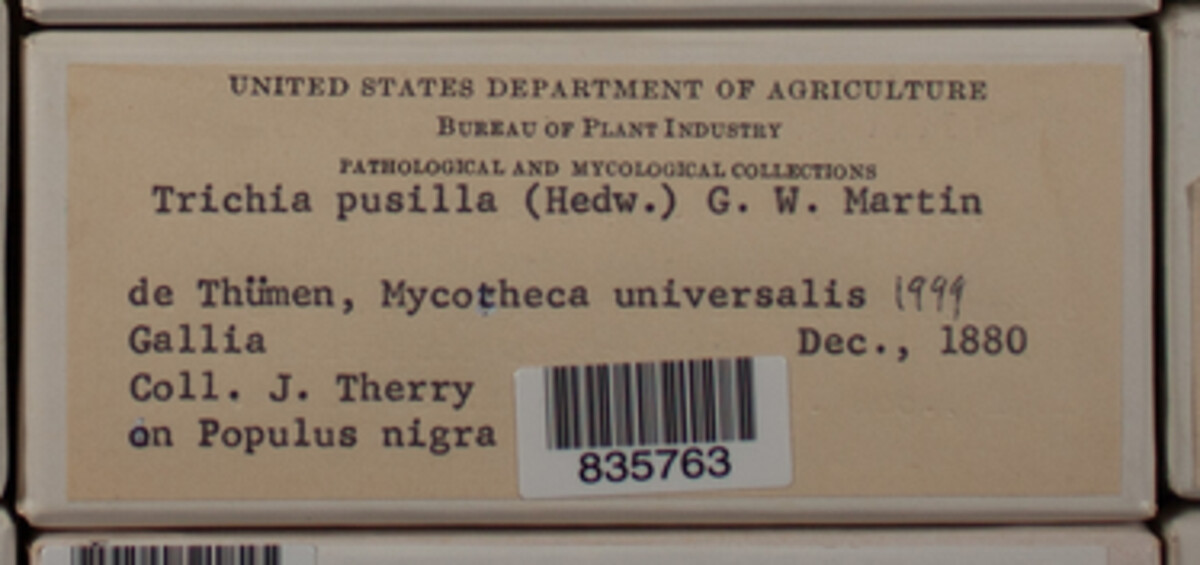 UNITED STATES DEPARTMENT OF AGRICULTURE
BUREAU OF PLANT INDUSTRY
PATHOLOGICAL AND MYCOLOGICAL COLLECTIONS
Trichia pusilla (Hedw.) G. W. Martin
de Thümen, Mycotheca universalis 1999
Gallia Dec., 1880
Coll. J. Therry
on Populus nigra
835763